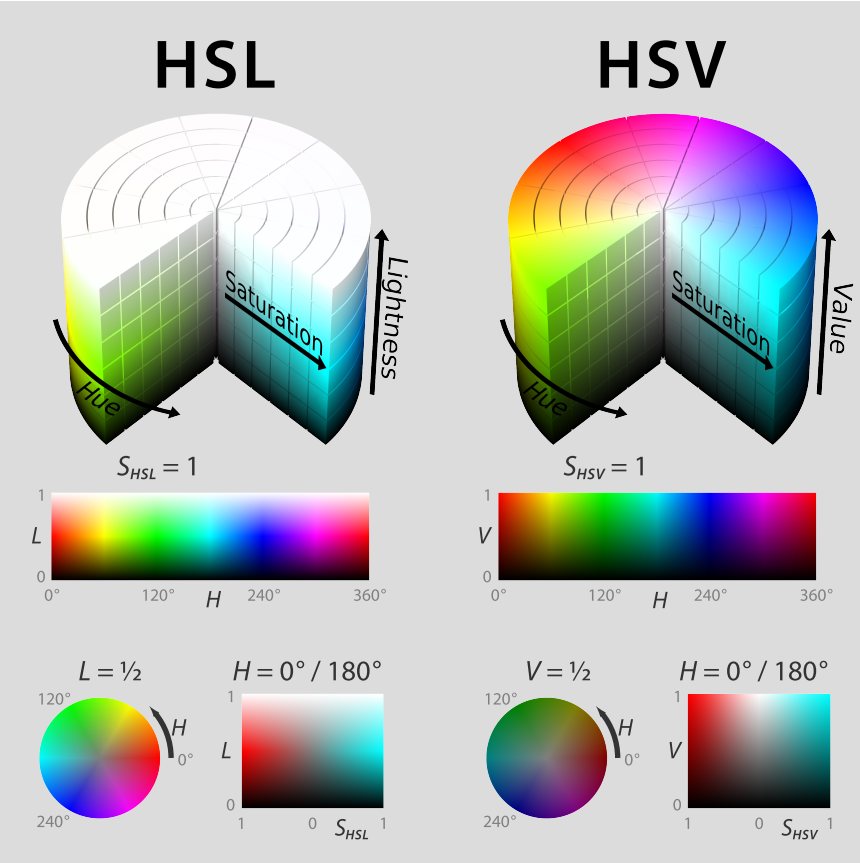 HSL
HSV
Saturation
Lightness
Hue
Saturation
Value
Hue
S_HSL = 1
1
L
0
0° 120° H 240° 360°
S_HSV = 1
1
V
0
0° 120° H 240° 360°
L = ½
120°
H
0°
240°
H = 0° / 180°
1
L
0
1 0 S_HSL 1
V = ½
120°
H
0°
240°
H = 0° / 180°
1
V
0
1 0 S_HSV 1